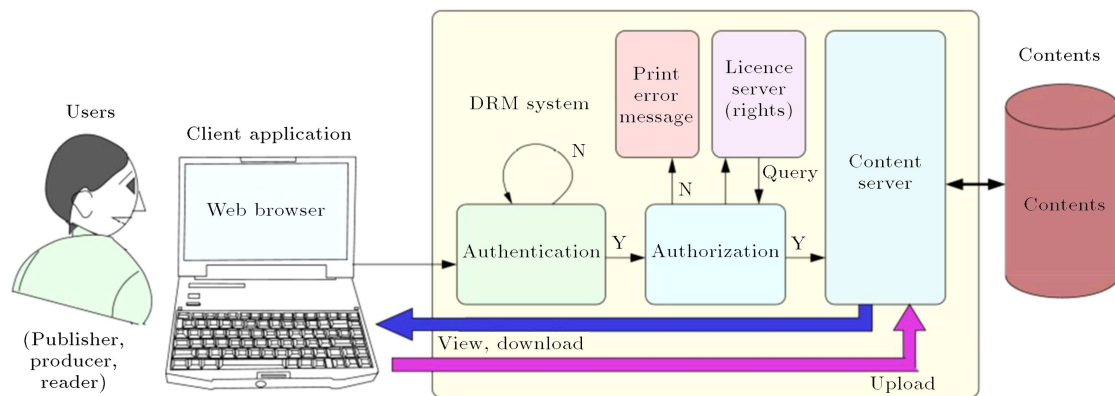 Users
Client application
Web browser
(Publisher,
producer,
reader)
DRM system
N
Authentication
Y
Print
error
message
N
Licence
server
(rights)
Query
Authorization
Y
Content
server
View, download
Upload
Contents
Contents